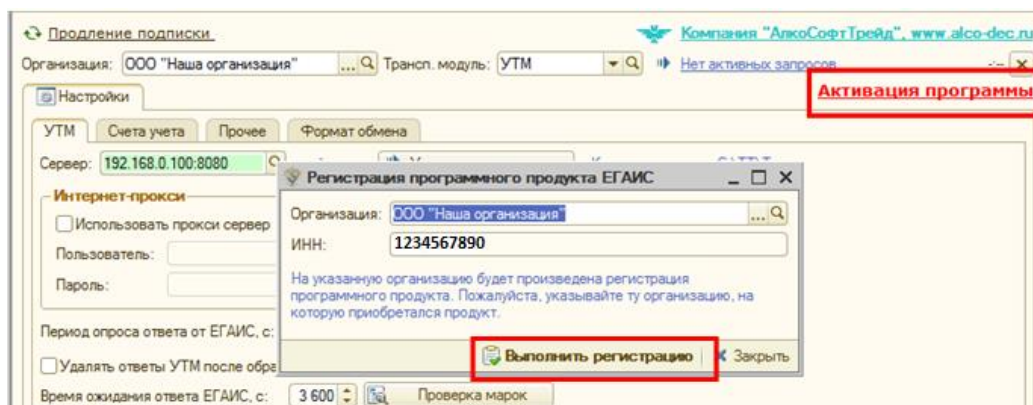 Продление подписки
Компания "АлкоСофтТрейд", www.alco-dec.ru
Организация: ООО "Наша организация" ... Трансп. модуль: УТМ Нет активных запросов
Настройки
Активация программы
УТМ Счета учета Прочее Формат обмена
Сервер: 192.168.0.100:8080
Регистрация программного продукта ЕГАИС
Интернет-прокси
Организация: ООО "Наша организация" ...
Использовать прокси сервер
ИНН: 1234567890
Пользователь:
На указанную организацию будет произведена регистрация
Пароль:
программного продукта. Пожалуйста, указывайте ту организацию, на
которую приобретался продукт.
Период опроса ответа от ЕГАИС, с:
Выполнить регистрацию Закрыть
Удалять ответы УТМ после обра
Время ожидания ответа ЕГАИС, с: 3 600 Проверка марок